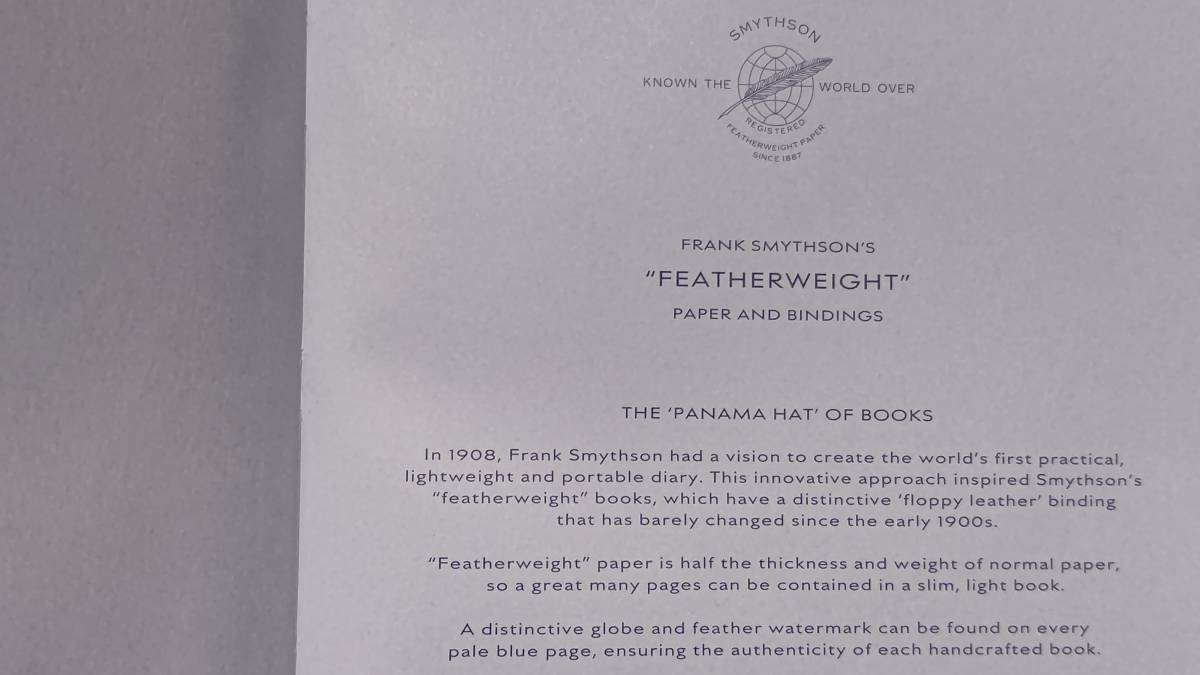 SMYTHSON
KNOWN THE WORLD OVER
REGISTERED
FEATHERWEIGHT PAPER
SINCE 1887
FRANK SMYTHSON'S
“FEATHERWEIGHT”
PAPER AND BINDINGS
THE ‘PANAMA HAT’ OF BOOKS
In 1908, Frank Smythson had a vision to create the world's first practical,
lightweight and portable diary. This innovative approach inspired Smythson's
“featherweight” books, which have a distinctive ‘floppy leather’ binding
that has barely changed since the early 1900s.
“Featherweight” paper is half the thickness and weight of normal paper,
so a great many pages can be contained in a slim, light book.
A distinctive globe and feather watermark can be found on every
pale blue page, ensuring the authenticity of each handcrafted book.